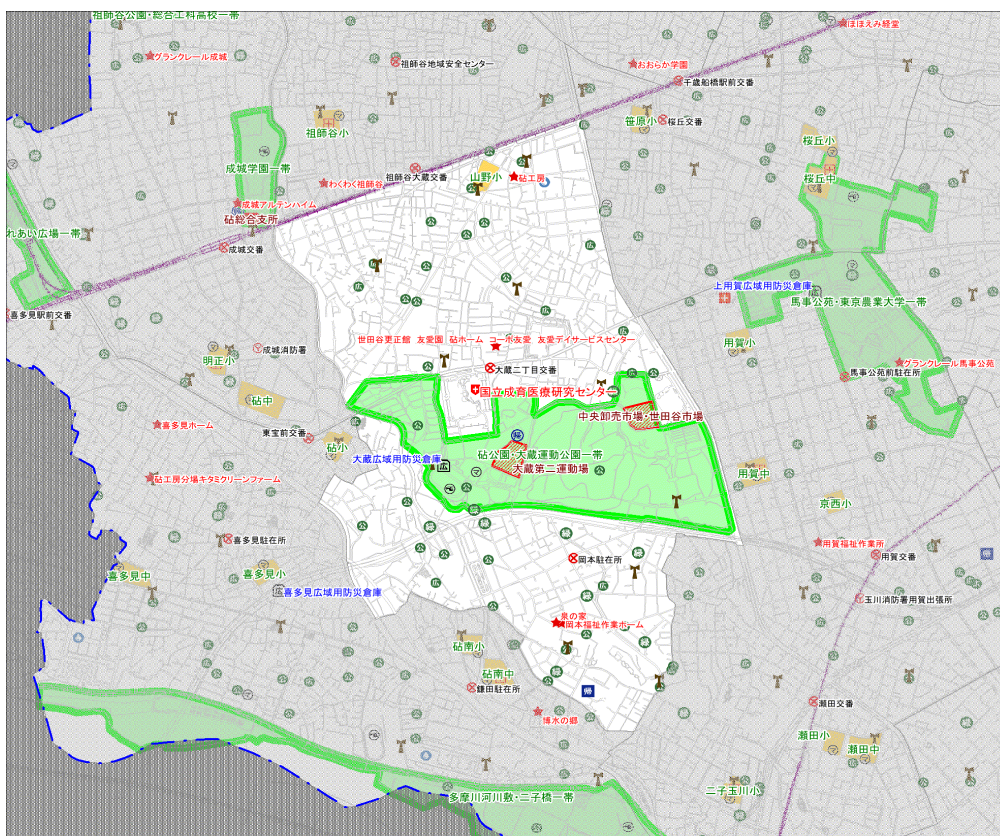 祖師谷公園・総合工科高校一帯
ほほえみ経堂
グランクレール成城
祖師谷地域安全センター
おおらか学園
千歳船橋駅前交番
祖師谷小
笹原小
桜丘交番
桜丘小
成城学園一帯
祖師谷大蔵交番
山野小
砧工房
桜丘中
わくわく祖師谷
成城アルテンハイム
砧総合支所
れあい広場一帯
成城交番
上用賀広域用防災倉庫
馬事公苑・東京農業大学一帯
喜多見駅前交番
世田谷更正館 友愛園 砧ホーム コーポ友愛 友愛デイサービスセンター
用賀小
成城消防署
明正小
大蔵二丁目交番
グランクレール馬事公苑
馬事公苑前駐在所
国立成育医療研究センター
砧中
中央卸売市場・世田谷市場
喜多見ホーム
東宝前交番
砧小
大蔵広域用防災倉庫
砧公園・大蔵運動公園一帯
大蔵第二運動場
用賀中
砧工房分場キタミクリーンファーム
京西小
喜多見駐在所
用賀福祉作業所
用賀交番
岡本駐在所
喜多見中
喜多見小
喜多見広域用防災倉庫
玉川消防署用賀出張所
泉の家
岡本福祉作業ホーム
砧南小
砧南中
鎌田駐在所
瀬田交番
博水の郷
瀬田小
瀬田中
二子玉川小
多摩川河川敷・二子橋一帯